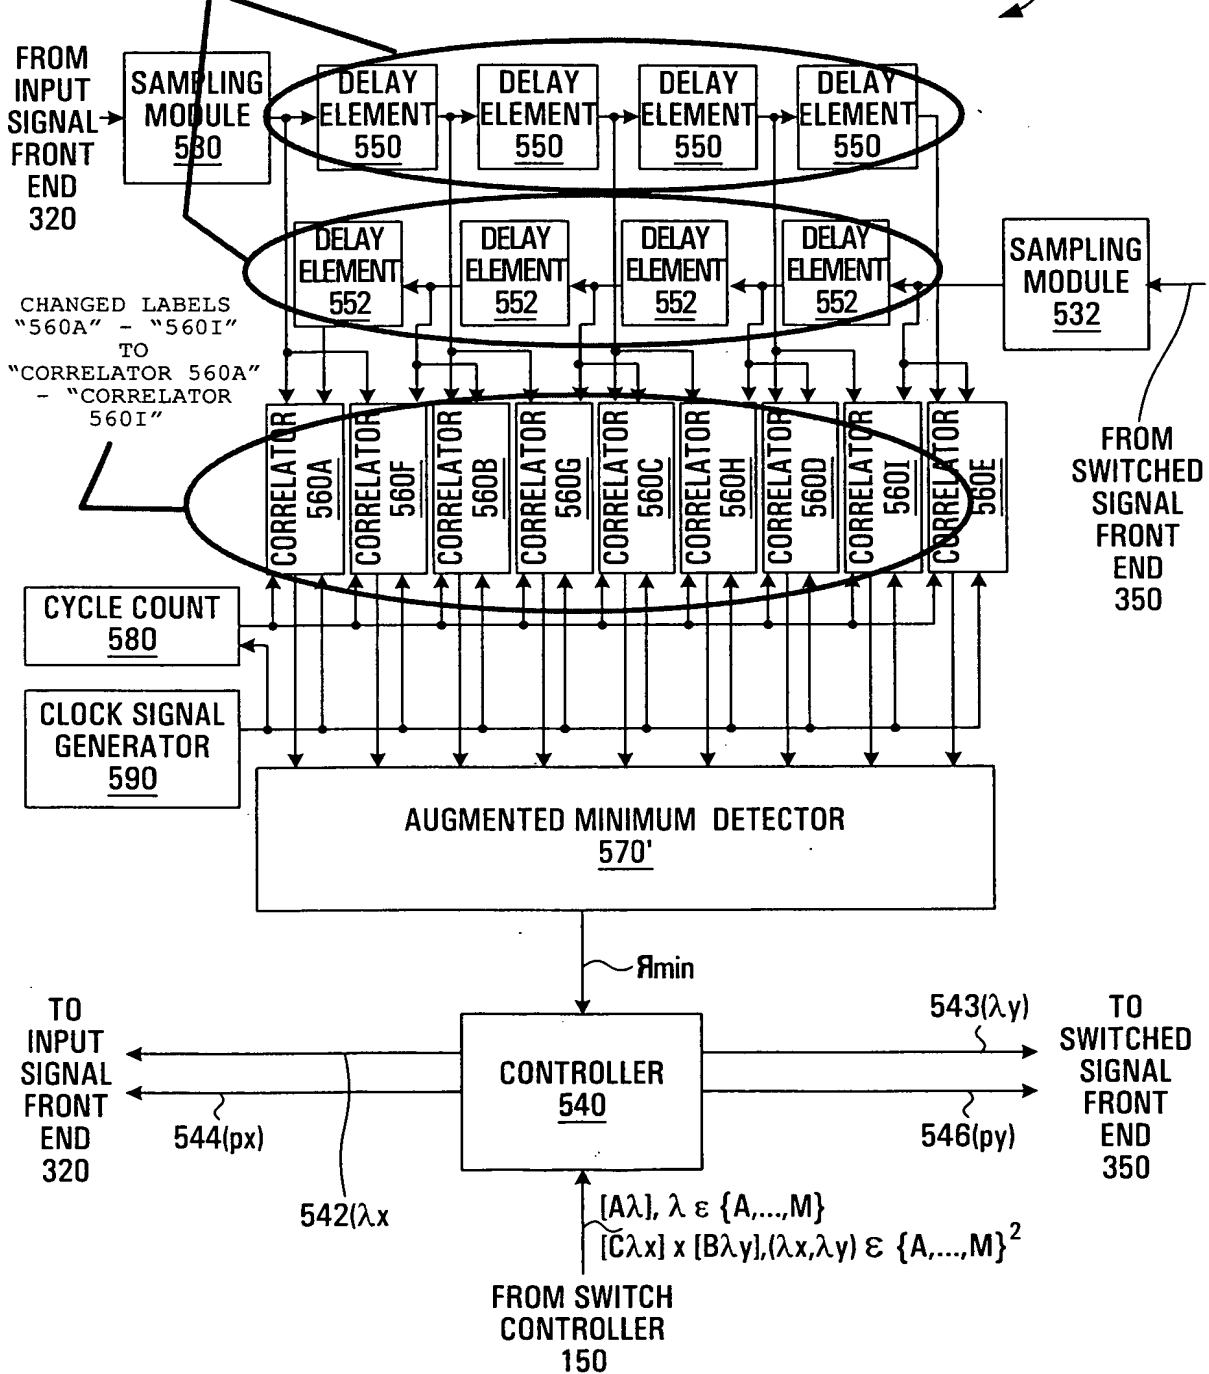 FROM
INPUT
SIGNAL
FRONT
END
320
SAMPLING
MODULE
530
DELAY
ELEMENT
550
DELAY
ELEMENT
550
DELAY
ELEMENT
550
DELAY
ELEMENT
550
DELAY
ELEMENT
552
DELAY
ELEMENT
552
DELAY
ELEMENT
552
DELAY
ELEMENT
552
SAMPLING
MODULE
532
CHANGED LABELS
"560A" - "560I"
TO
"CORRELATOR 560A"
- "CORRELATOR
560I"
FROM
SWITCHED
SIGNAL
FRONT
END
350
CORRELATOR
560A
CORRELATOR
560F
CORRELATOR
560B
CORRELATOR
560G
CORRELATOR
560C
CORRELATOR
560H
CORRELATOR
560D
CORRELATOR
560I
CORRELATOR
560E
CYCLE COUNT
580
CLOCK SIGNAL
GENERATOR
590
AUGMENTED MINIMUM DETECTOR
570'
Яmin
TO
INPUT
SIGNAL
FRONT
END
320
544(px)
542(λx
CONTROLLER
540
543(λy)
546(py)
TO
SWITCHED
SIGNAL
FRONT
END
350
[Aλ], λ ε {A,...,M}
[Cλx] x [Bλy],(λx,λy) ε {A,...,M}²
FROM SWITCH
CONTROLLER
150